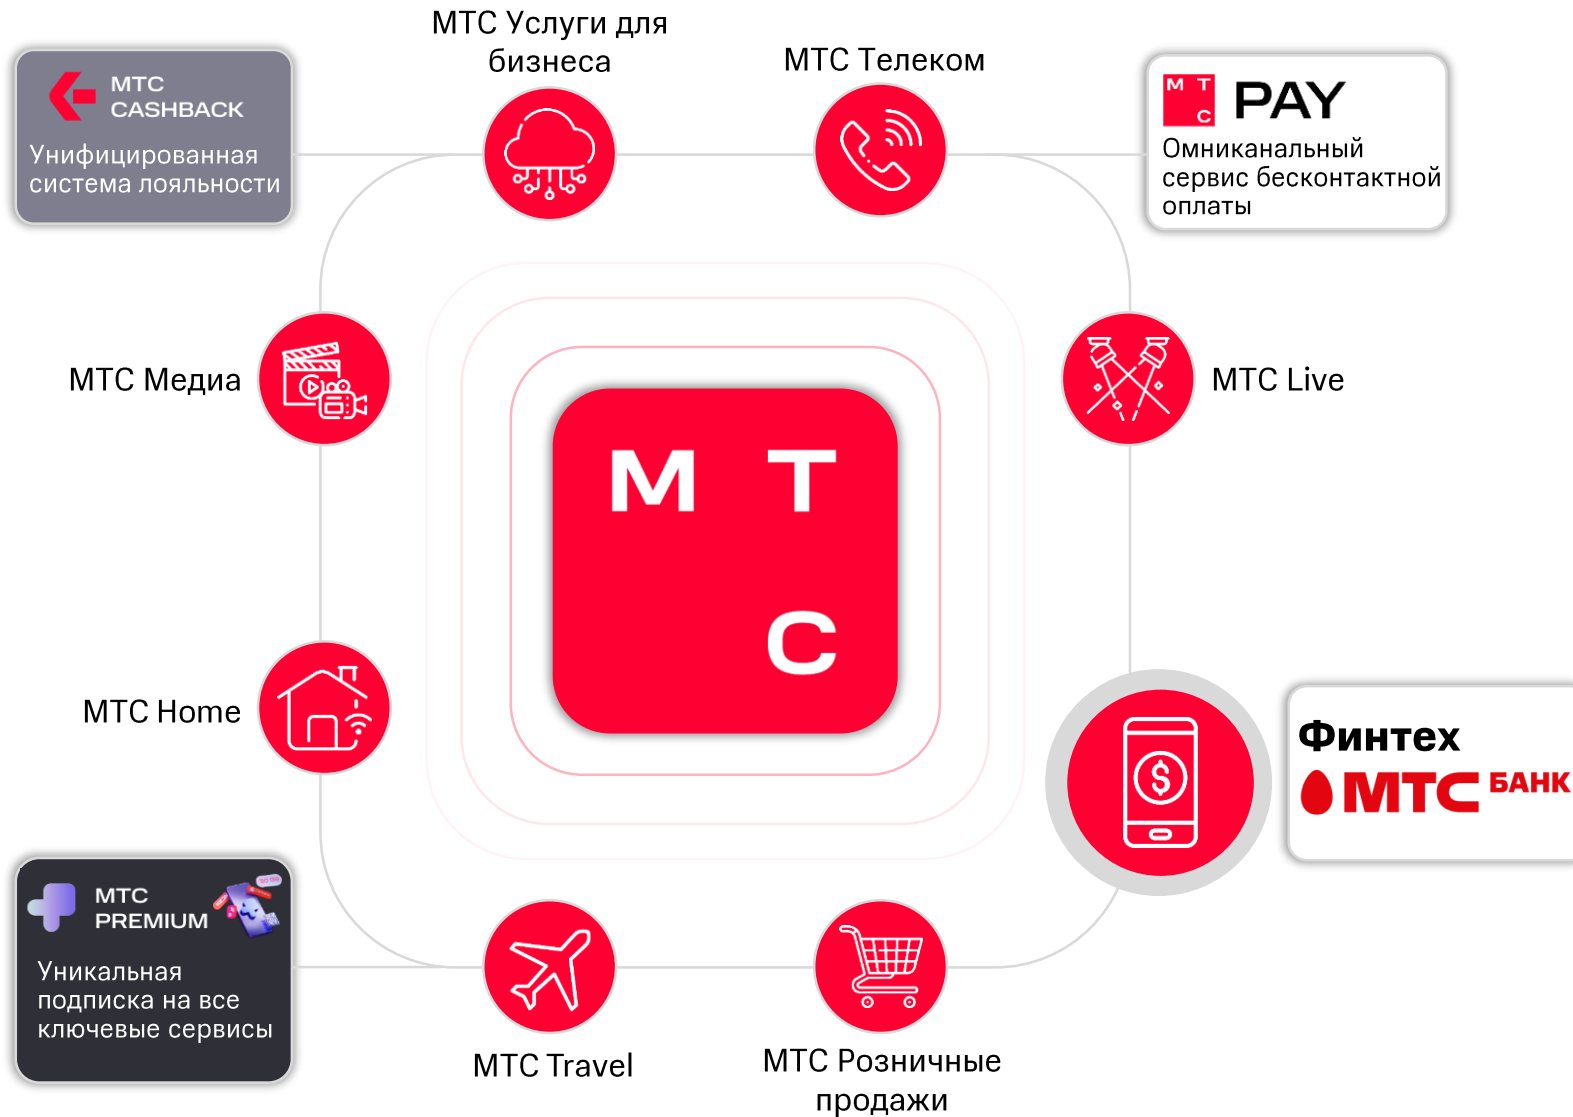 МТС Услуги для
бизнеса
МТС Телеком
МТС
CASHBACK
Унифицированная
система лояльности
М Т
С
PAY
Омниканальный
сервис бесконтактной
оплаты
МТС Медиа
МТС Live
М Т
С
МТС Home
Финтех
МТС БАНК
МТС
PREMIUM
Уникальная
подписка на все
ключевые сервисы
МТС Travel
МТС Розничные
продажи